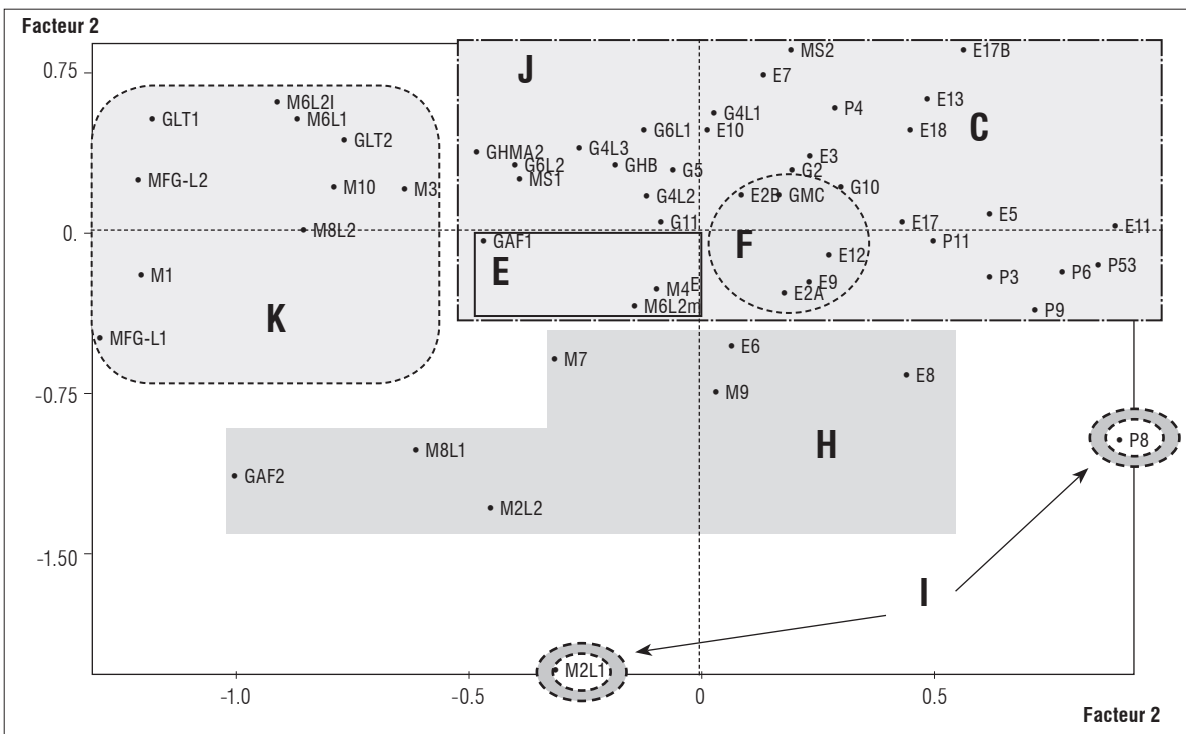 Facteur 2
MS2
E17B
J
0.75
E7
M6L2I
E13
GLT1
M6L1
G4L1
P4
C
G6L1
E10
E18
GLT2
GHMA2
G4L3
E3
G6L2
GHB
G5
G2
MFG-L2
MS1
M10
M3
G4L2
E2B
GMC
G10
G11
E17
E5
E11
0.
M8L2
GAF1
F
P11
E
E12
P53
M1
P6
P3
M4E
E9
E2A
M6L2m
P9
K
MFG-L1
E6
M7
E8
-0.75
M9
H
P8
M8L1
GAF2
M2L2
-1.50
I
M2L1
-1.0
-0.5
0
0.5
Facteur 2